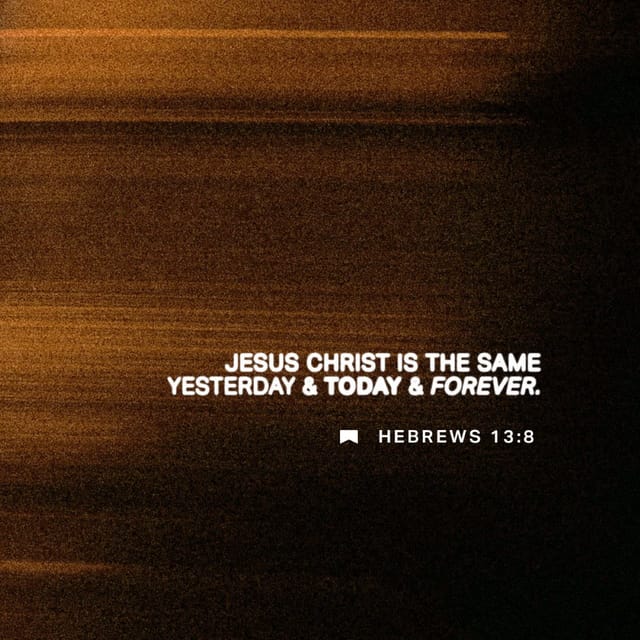 JESUS CHRIST IS THE SAME
YESTERDAY & TODAY & FOREVER.
HEBREWS 13:8